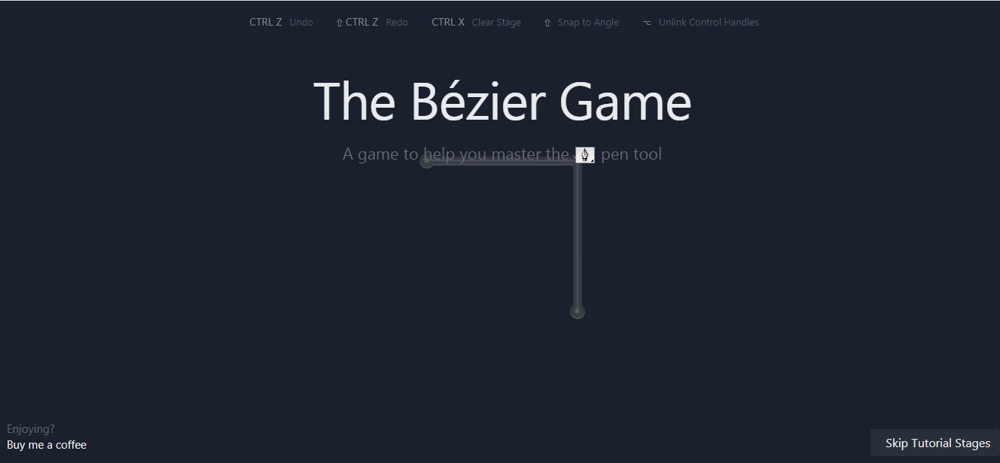 CTRL Z Undo ⇧ CTRL Z Redo CTRL X Clear Stage ⇧ Snap to Angle ⌥ Unlink Control Handles
The Bézier Game
A game to help you master the pen tool
Enjoying?
Buy me a coffee
Skip Tutorial Stages